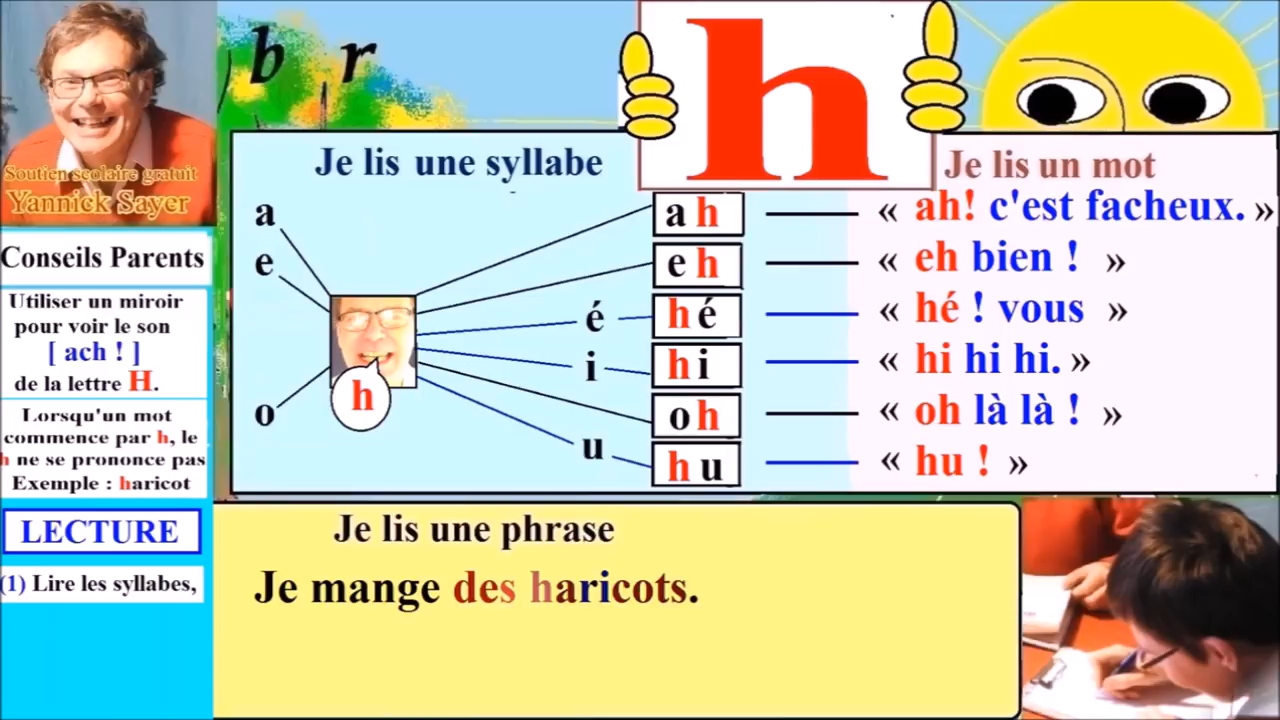 b r
h
Soutien scolaire gratuit
Yannick Sayer
Conseils Parents
Utiliser un miroir
pour voir le son
[ ach ! ]
de la lettre H.
Lorsqu'un mot
commence par h, le
h ne se prononce pas
Exemple : haricot
LECTURE
(1) Lire les syllabes,
Je lis une syllabe
a
e
o
h
é
i
u
a h
e h
h é
h i
o h
h u
Je lis un mot
« ah! c'est facheux. »
« eh bien ! »
« hé ! vous »
« hi hi hi. »
« oh là là ! »
« hu ! »
Je lis une phrase
Je mange des haricots.